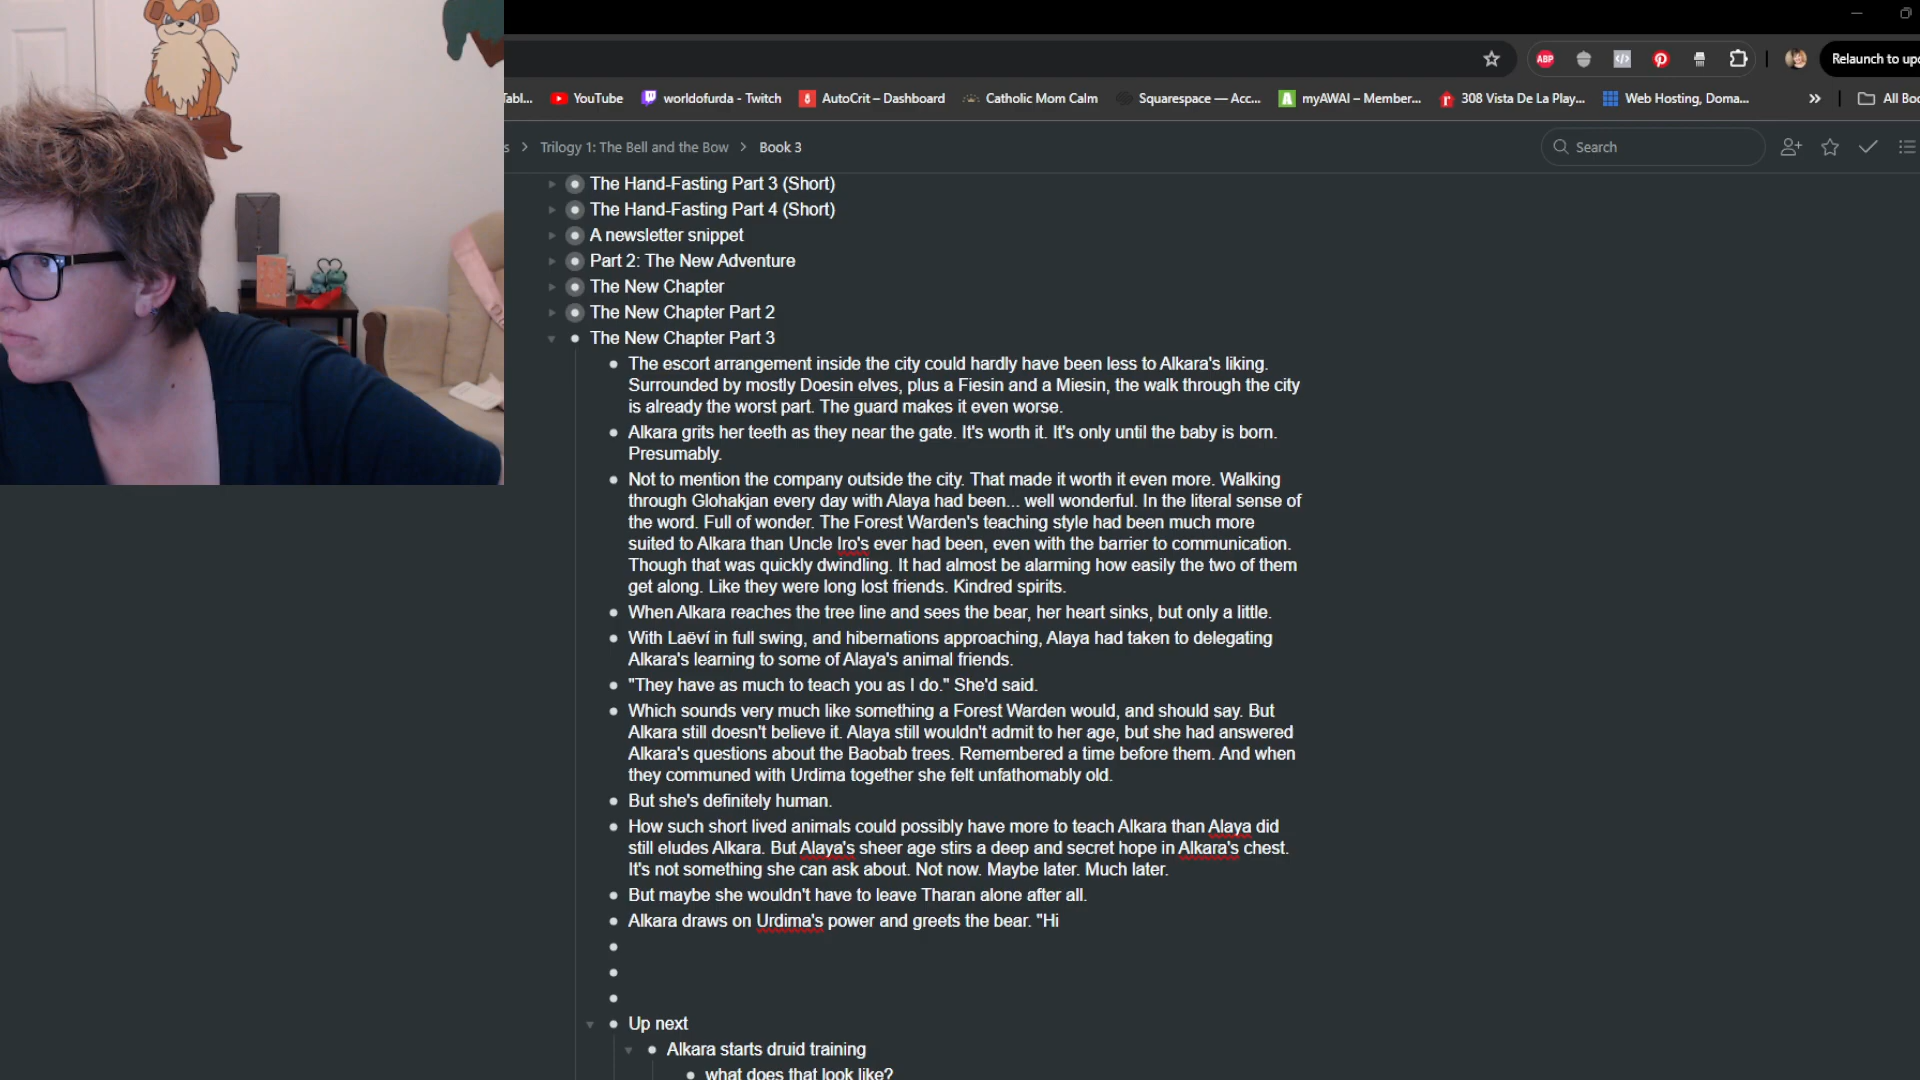 Relaunch to up
Tabl...
YouTube
worldofurda - Twitch
AutoCrit – Dashboard
Catholic Mom Calm
Squarespace — Acc...
myAWAI – Member...
308 Vista De La Play...
Web Hosting, Doma...
»
All Boo
s > Trilogy 1: The Bell and the Bow > Book 3
Search
The Hand-Fasting Part 3 (Short)
The Hand-Fasting Part 4 (Short)
A newsletter snippet
Part 2: The New Adventure
The New Chapter
The New Chapter Part 2
The New Chapter Part 3
The escort arrangement inside the city could hardly have been less to Alkara's liking.
Surrounded by mostly Doesin elves, plus a Fiesin and a Miesin, the walk through the city
is already the worst part. The guard makes it even worse.
Alkara grits her teeth as they near the gate. It's worth it. It's only until the baby is born.
Presumably.
Not to mention the company outside the city. That made it worth it even more. Walking
through Glohakjan every day with Alaya had been... well wonderful. In the literal sense of
the word. Full of wonder. The Forest Warden's teaching style had been much more
suited to Alkara than Uncle Iro's ever had been, even with the barrier to communication.
Though that was quickly dwindling. It had almost be alarming how easily the two of them
get along. Like they were long lost friends. Kindred spirits.
When Alkara reaches the tree line and sees the bear, her heart sinks, but only a little.
With Laëví in full swing, and hibernations approaching, Alaya had taken to delegating
Alkara's learning to some of Alaya's animal friends.
"They have as much to teach you as I do." She'd said.
Which sounds very much like something a Forest Warden would, and should say. But
Alkara still doesn't believe it. Alaya still wouldn't admit to her age, but she had answered
Alkara's questions about the Baobab trees. Remembered a time before them. And when
they communed with Urdima together she felt unfathomably old.
But she's definitely human.
How such short lived animals could possibly have more to teach Alkara than Alaya did
still eludes Alkara. But Alaya's sheer age stirs a deep and secret hope in Alkara's chest.
It's not something she can ask about. Not now. Maybe later. Much later.
But maybe she wouldn't have to leave Tharan alone after all.
Alkara draws on Urdima's power and greets the bear. "Hi
Up next
Alkara starts druid training
what does that look like?